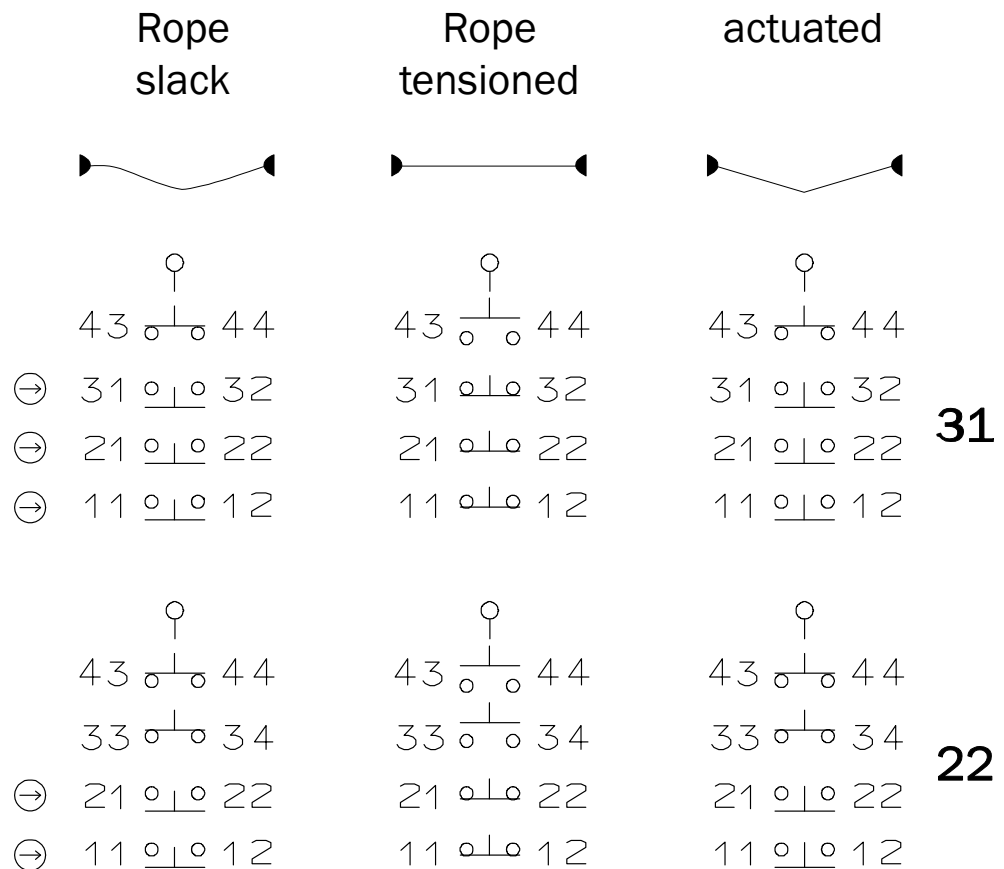 Rope slack Rope tensioned actuated
43 44 43 44 43 44
31 32 31 32 31 32
31
21 22 21 22 21 22
11 12 11 12 11 12
43 44 43 44 43 44
33 34 33 34 33 34
22
21 22 21 22 21 22
11 12 11 12 11 12